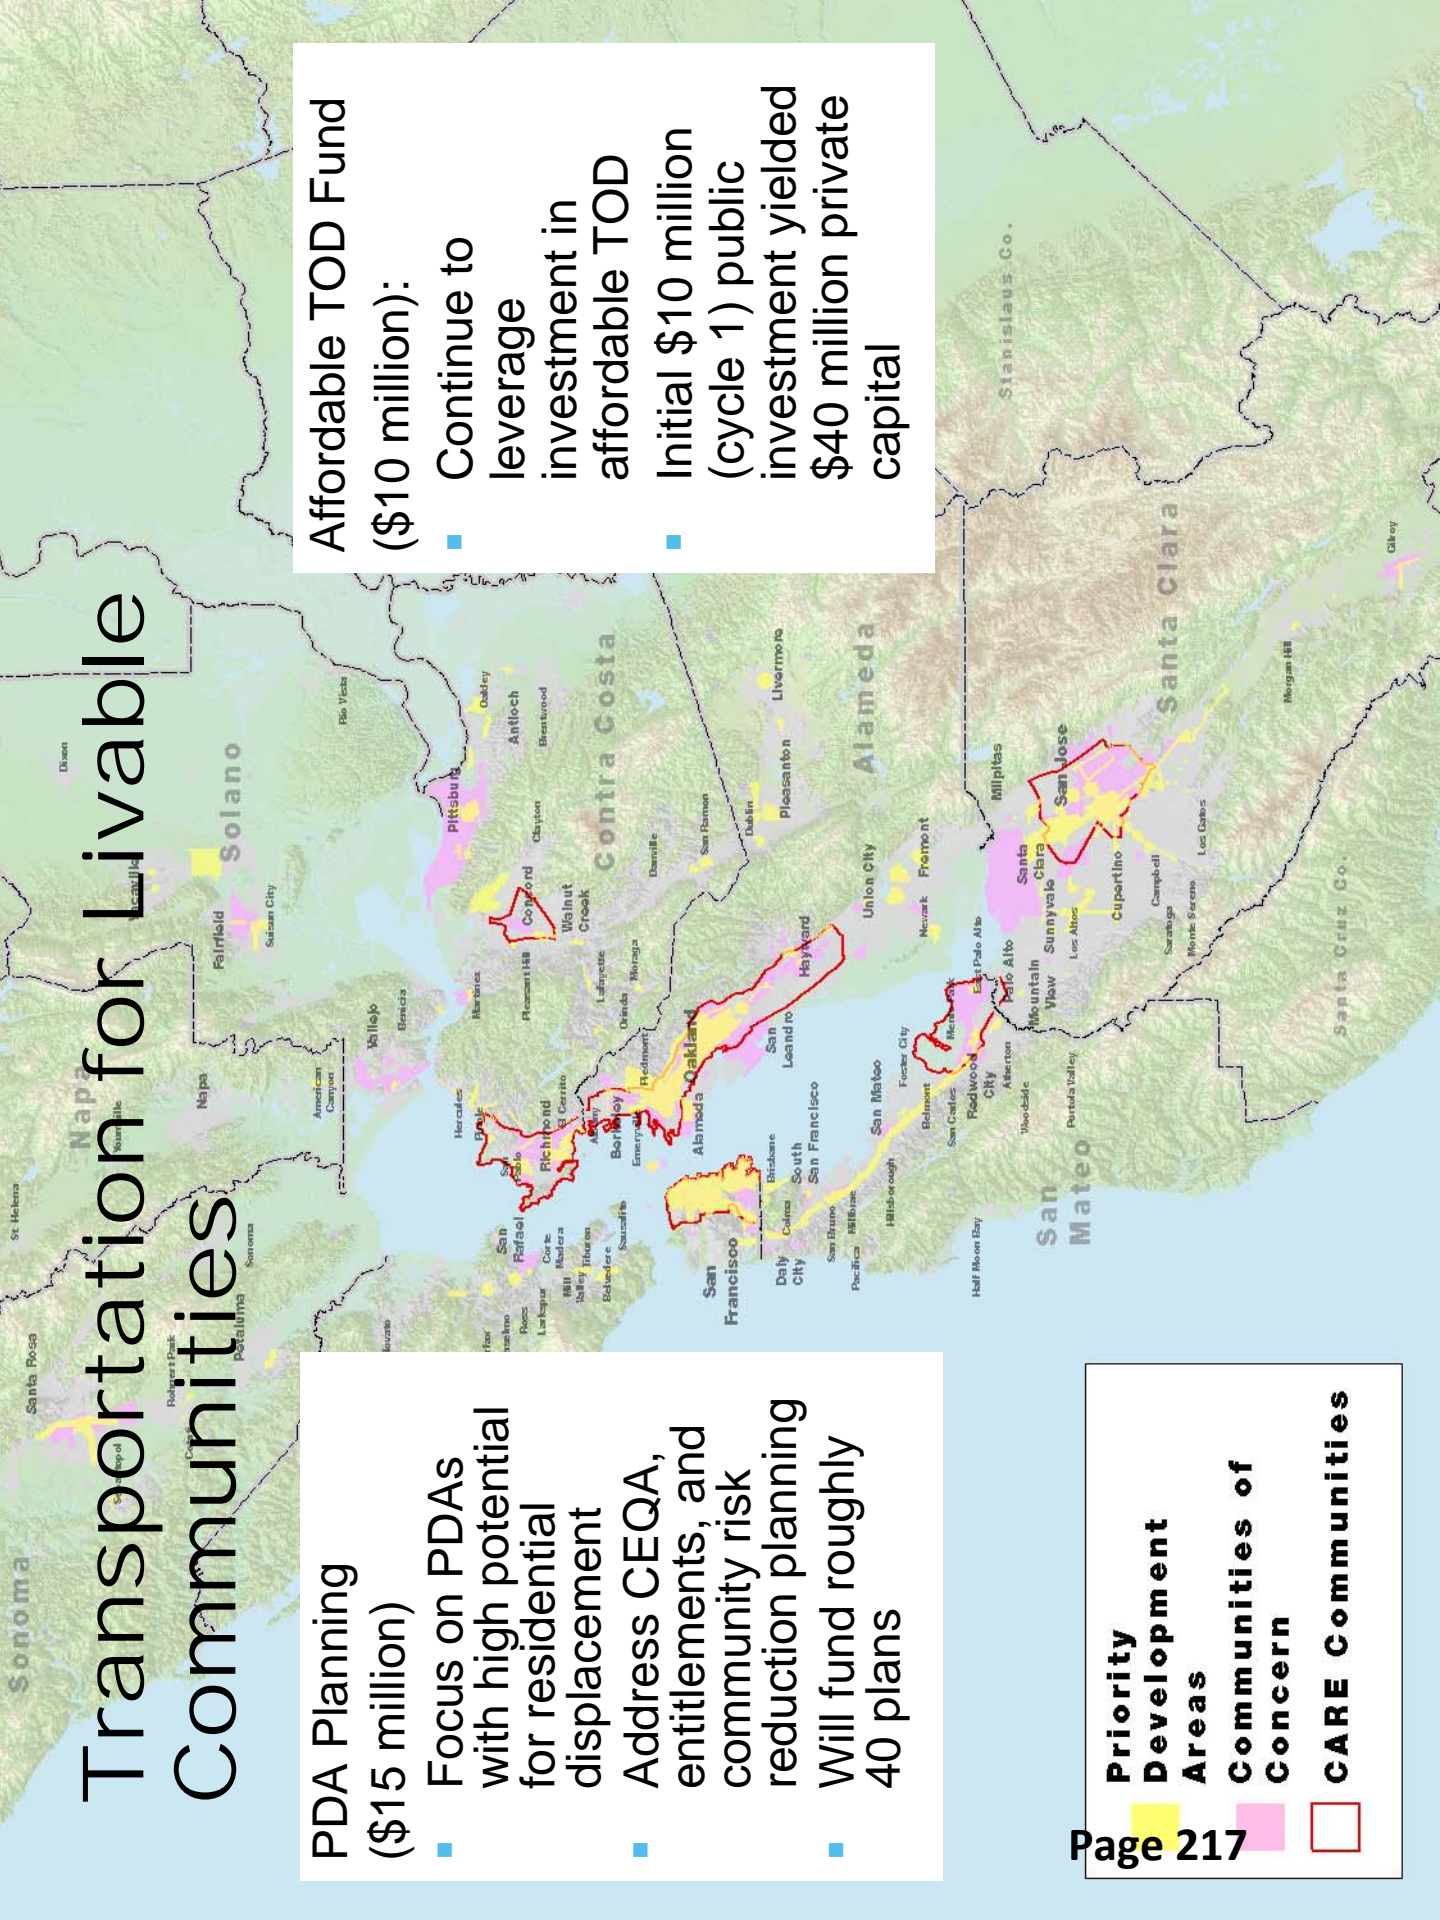 Transportation for Livable
Communities
PDA Planning
($15 million)
Focus on PDAs
with high potential
for residential
displacement
Address CEQA,
entitlements, and
community risk
reduction planning
Will fund roughly
40 plans
Affordable TOD Fund
($10 million):
Continue to
leverage
investment in
affordable TOD
Initial $10 million
(cycle 1) public
investment yielded
$40 million private
capital
Sonoma
Santa Rosa
St Helena
Napa
Rohnert Park
Petaluma
Sonoma
Napa
American
Canyon
Vallejo
Benicia
Fairfield
Suisun City
Vacaville
Solano
Dixon
Rio Vista
San
Rafael
Ross
Larkspur
Corte
Madera
Mill
Valley
Tiburon
Belvedere
Sausalito
Hercules
San
Pablo
Richmond
El Cerrito
Martinez
Pleasant Hill
Concord
Walnut
Creek
Clayton
Pittsburg
Antioch
Oakley
Brentwood
Contra Costa
Lafayette
Moraga
Orinda
Danville
San Ramon
Berkeley
Emeryville
Piedmont
Oakland
Alameda
San
Leandro
Hayward
Dublin
Pleasanton
Livermore
Alameda
Union City
Newark
Fremont
San
Francisco
Daly
City
Brisbane
Colma
South
San Francisco
San Bruno
Millbrae
Pacifica
Hillsborough
San Mateo
Foster City
Belmont
San Carlos
Redwood
City
Atherton
Menlo Park
East Palo Alto
Palo Alto
Woodside
Portola Valley
Half Moon Bay
San
Mateo
Mountain
View
Los Altos
Sunnyvale
Santa
Clara
Milpitas
San Jose
Cupertino
Campbell
Saratoga
Monte Sereno
Los Gatos
Morgan Hill
Gilroy
Santa Clara
Stanislaus Co.
Santa Cruz Co.
Priority
Development
Areas
Communities of
Concern
CARE Communities
Page 217